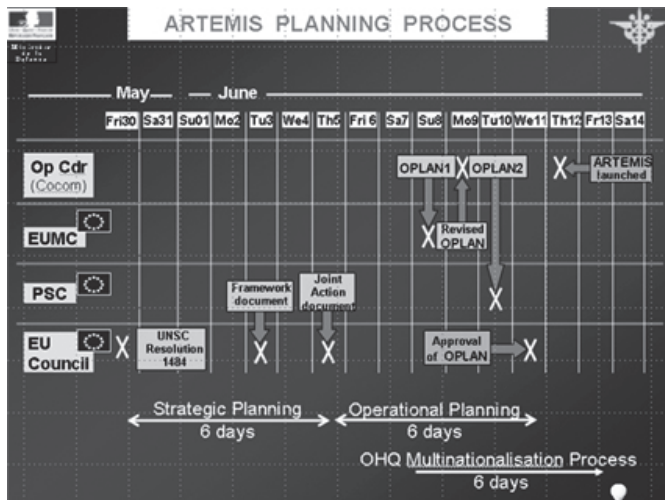 ARTEMIS PLANNING PROCESS
May
June
Fri30 Sa31 Su01 Mo2 Tu3 We4 Th5 Fri 6 Sa7 Su8 Mo9 Tu10 We11 Th12 Fr13 Sa14
Op Cdr
(Cocom)
OPLAN1
X
OPLAN2
X
ARTEMIS
launched
EUMC
X
Revised
OPLAN
PSC
Framework
document
Joint
Action
document
X
EU
Council
X
UNSC
Resolution
1484
X
X
Approval
of OPLAN
X
Strategic Planning
6 days
Operational Planning
6 days
OHQ Multinationalisation Process
6 days